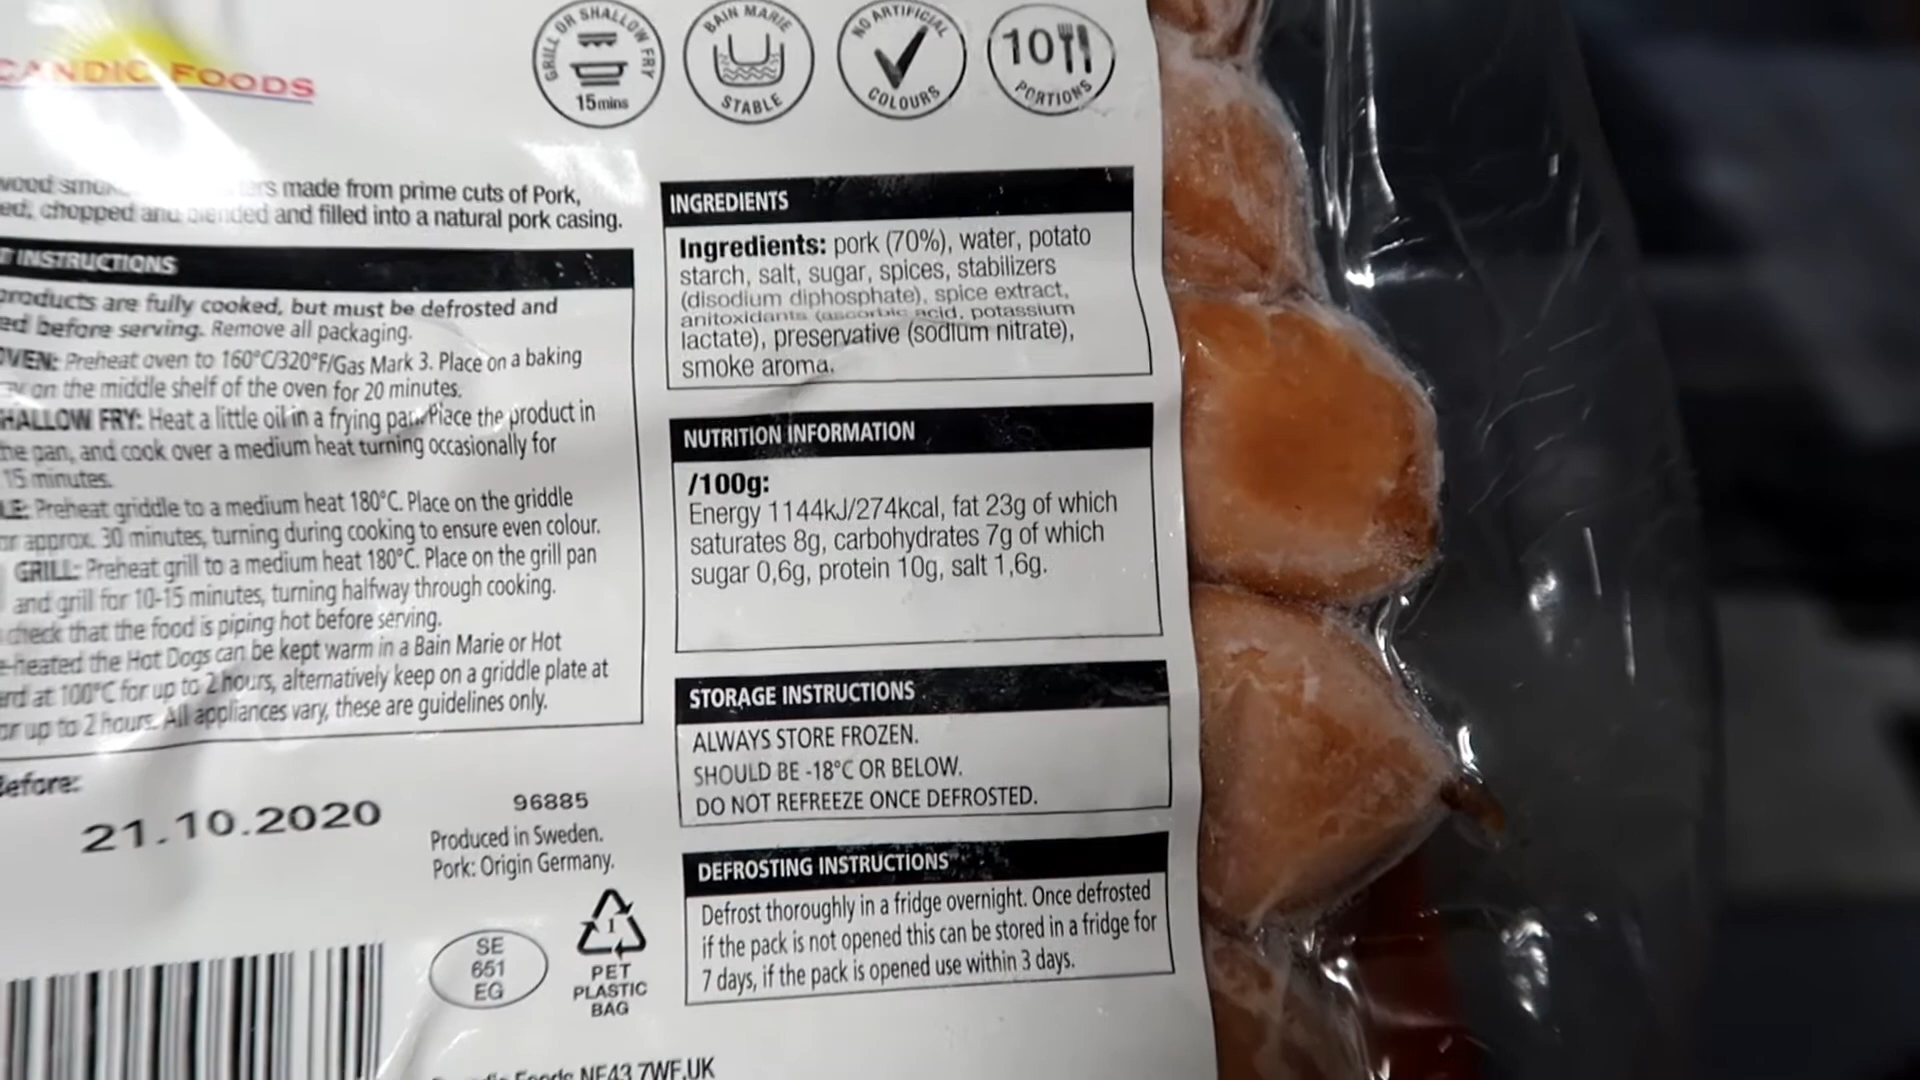 CANDIC FOODS
GRILL OR SHALLOW FRY
15mins
BAIN MARIE
STABLE
NO ARTIFICIAL
COLOURS
10
PORTIONS
made from prime cuts of Pork,
chopped and blended and filled into a natural pork casing.
INSTRUCTIONS
products are fully cooked, but must be defrosted and
before serving. Remove all packaging.
OVEN: Preheat oven to 160°C/320°F/Gas Mark 3. Place on a baking
on the middle shelf of the oven for 20 minutes.
SHALLOW FRY: Heat a little oil in a frying pan. Place the product in
the pan, and cook over a medium heat turning occasionally for
15 minutes.
LE: Preheat griddle to a medium heat 180°C. Place on the griddle
for approx. 30 minutes, turning during cooking to ensure even colour.
GRILL: Preheat grill to a medium heat 180°C. Place on the grill pan
and grill for 10-15 minutes, turning halfway through cooking.
check that the food is piping hot before serving.
e-heated the Hot Dogs can be kept warm in a Bain Marie or Hot
at 100°C for up to 2 hours, alternatively keep on a griddle plate at
or up to 2 hours. All appliances vary, these are guidelines only.
Before:
21.10.2020
96885
Produced in Sweden.
Pork: Origin Germany.
SE
651
EG
1
PET
PLASTIC
BAG
Foods NE43 7WF.UK
INGREDIENTS
Ingredients: pork (70%), water, potato
starch, salt, sugar, spices, stabilizers
(disodium diphosphate), spice extract,
anitoxidants (ascorbic acid, potassium
lactate), preservative (sodium nitrate),
smoke aroma.
NUTRITION INFORMATION
/100g:
Energy 1144kJ/274kcal, fat 23g of which
saturates 8g, carbohydrates 7g of which
sugar 0,6g, protein 10g, salt 1,6g.
STORAGE INSTRUCTIONS
ALWAYS STORE FROZEN.
SHOULD BE -18°C OR BELOW.
DO NOT REFREEZE ONCE DEFROSTED.
DEFROSTING INSTRUCTIONS
Defrost thoroughly in a fridge overnight. Once defrosted
if the pack is not opened this can be stored in a fridge for
7 days, if the pack is opened use within 3 days.